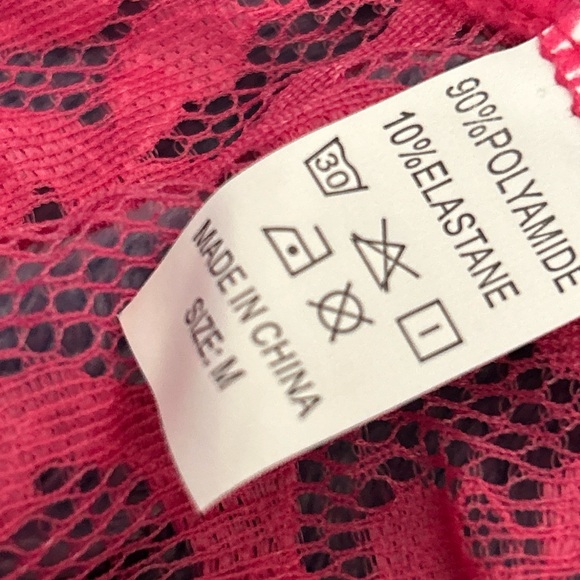 90%POLYAMIDE
10%ELASTANE
30
MADE IN CHINA
SIZE: M